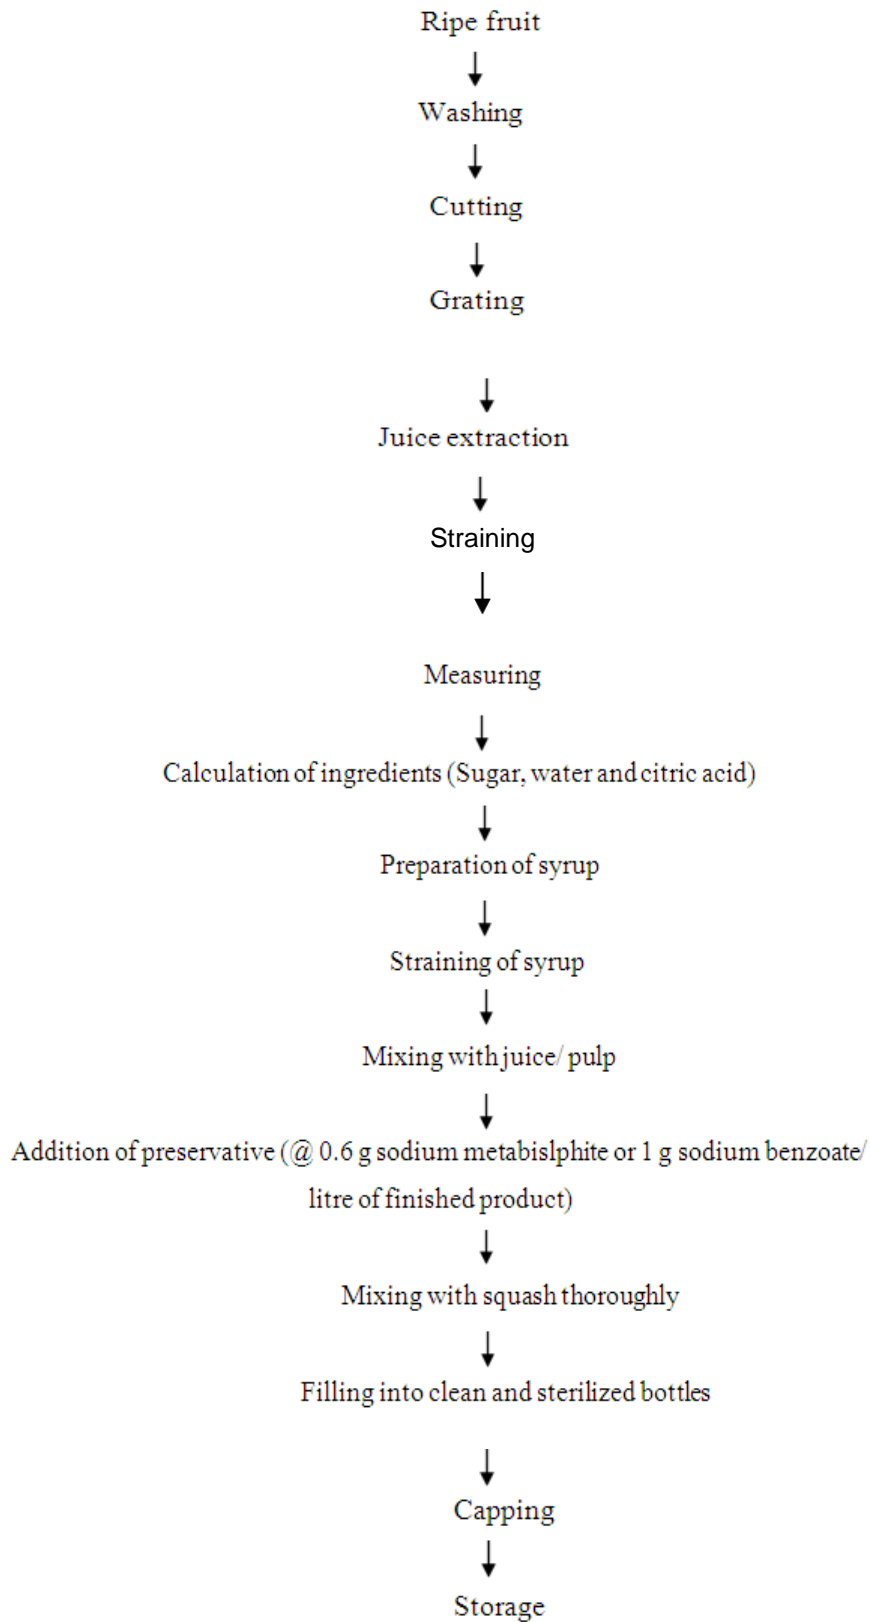 Ripe fruit
Washing
Cutting
Grating
Juice extraction
Straining
Measuring
Calculation of ingredients (Sugar, water and citric acid)
Preparation of syrup
Straining of syrup
Mixing with juice/ pulp
Addition of preservative (@ 0.6 g sodium metabislphite or 1 g sodium benzoate/
litre of finished product)
Mixing with squash thoroughly
Filling into clean and sterilized bottles
Capping
Storage